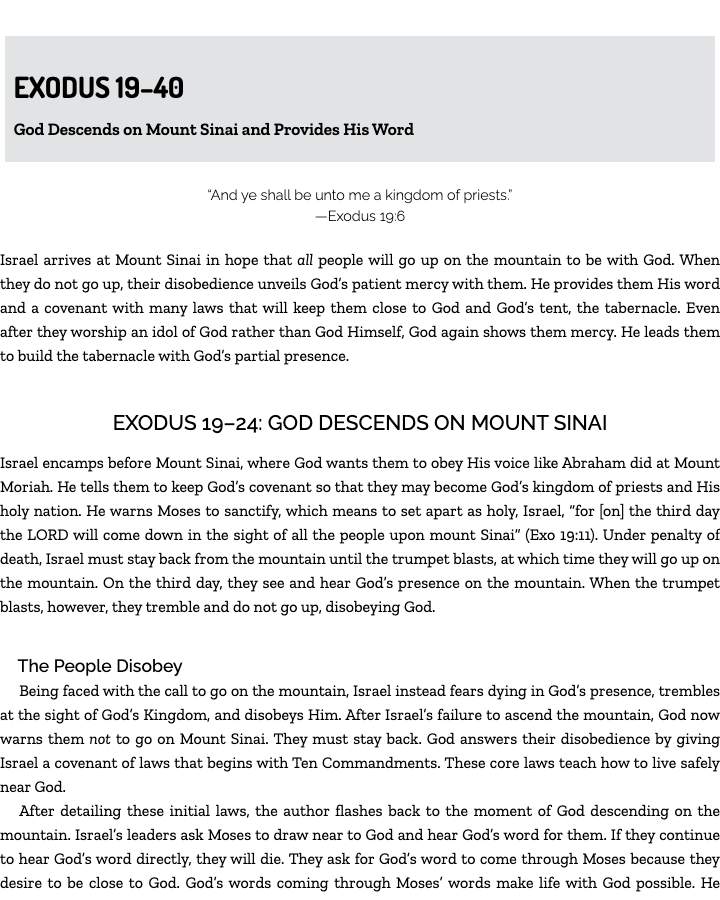 EXODUS 19–40
God Descends on Mount Sinai and Provides His Word
“And ye shall be unto me a kingdom of priests.”
—Exodus 19:6
Israel arrives at Mount Sinai in hope that all people will go up on the mountain to be with God. When
they do not go up, their disobedience unveils God’s patient mercy with them. He provides them His word
and a covenant with many laws that will keep them close to God and God’s tent, the tabernacle. Even
after they worship an idol of God rather than God Himself, God again shows them mercy. He leads them
to build the tabernacle with God’s partial presence.
EXODUS 19–24: GOD DESCENDS ON MOUNT SINAI
Israel encamps before Mount Sinai, where God wants them to obey His voice like Abraham did at Mount
Moriah. He tells them to keep God’s covenant so that they may become God’s kingdom of priests and His
holy nation. He warns Moses to sanctify, which means to set apart as holy, Israel, “for [on] the third day
the LORD will come down in the sight of all the people upon mount Sinai” (Exo 19:11). Under penalty of
death, Israel must stay back from the mountain until the trumpet blasts, at which time they will go up on
the mountain. On the third day, they see and hear God’s presence on the mountain. When the trumpet
blasts, however, they tremble and do not go up, disobeying God.
The People Disobey
Being faced with the call to go on the mountain, Israel instead fears dying in God’s presence, trembles
at the sight of God’s Kingdom, and disobeys Him. After Israel’s failure to ascend the mountain, God now
warns them not to go on Mount Sinai. They must stay back. God answers their disobedience by giving
Israel a covenant of laws that begins with Ten Commandments. These core laws teach how to live safely
near God.
After detailing these initial laws, the author flashes back to the moment of God descending on the
mountain. Israel’s leaders ask Moses to draw near to God and hear God’s word for them. If they continue
to hear God’s word directly, they will die. They ask for God’s word to come through Moses because they
desire to be close to God. God’s words coming through Moses’ words make life with God possible. He